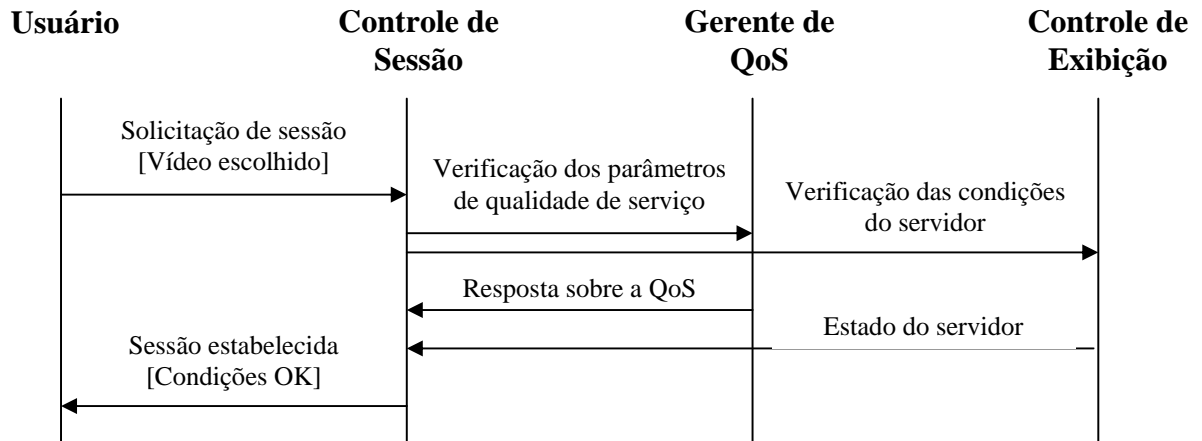 Usuário
Controle de
Sessão
Gerente de
QoS
Controle de
Exibição
Solicitação de sessão
[Vídeo escolhido]
Verificação dos parâmetros
de qualidade de serviço
Verificação das condições
do servidor
Resposta sobre a QoS
Estado do servidor
Sessão estabelecida
[Condições OK]